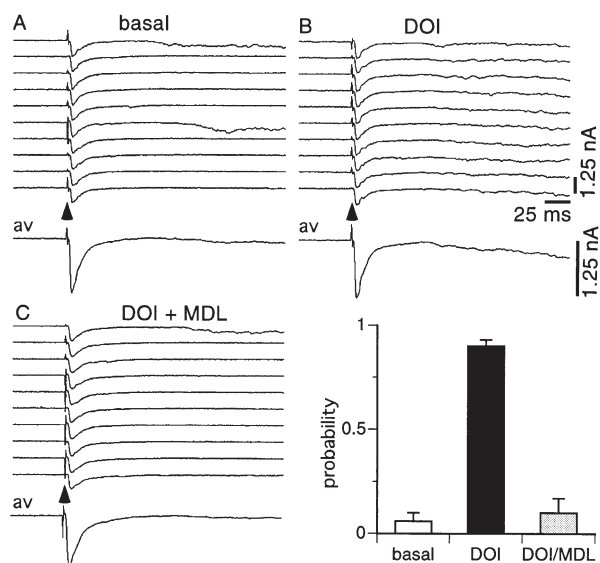 A
basal
B
DOI
1.25 nA
25 ms
av
av
1.25 nA
C
DOI + MDL
av
probability
1
0.5
0
basal
DOI
DOI/MDL